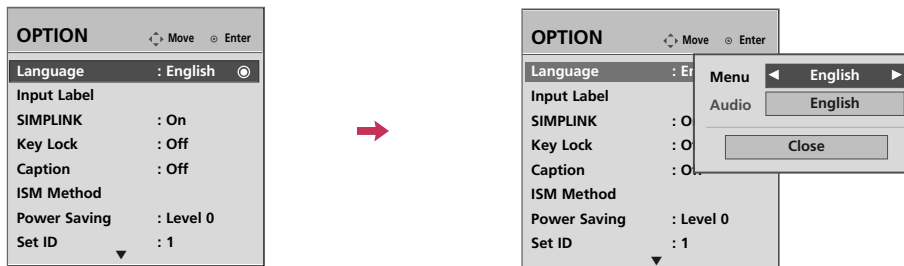 OPTION Move Enter
Language : English
Input Label
SIMPLINK : On
Key Lock : Off
Caption : Off
ISM Method
Power Saving : Level 0
Set ID : 1
OPTION Move Enter
Language : Er
Input Label
SIMPLINK : O
Key Lock : O
Caption
ISM Method
Power Saving : Level 0
Set ID : 1
Menu English
Audio English
Close